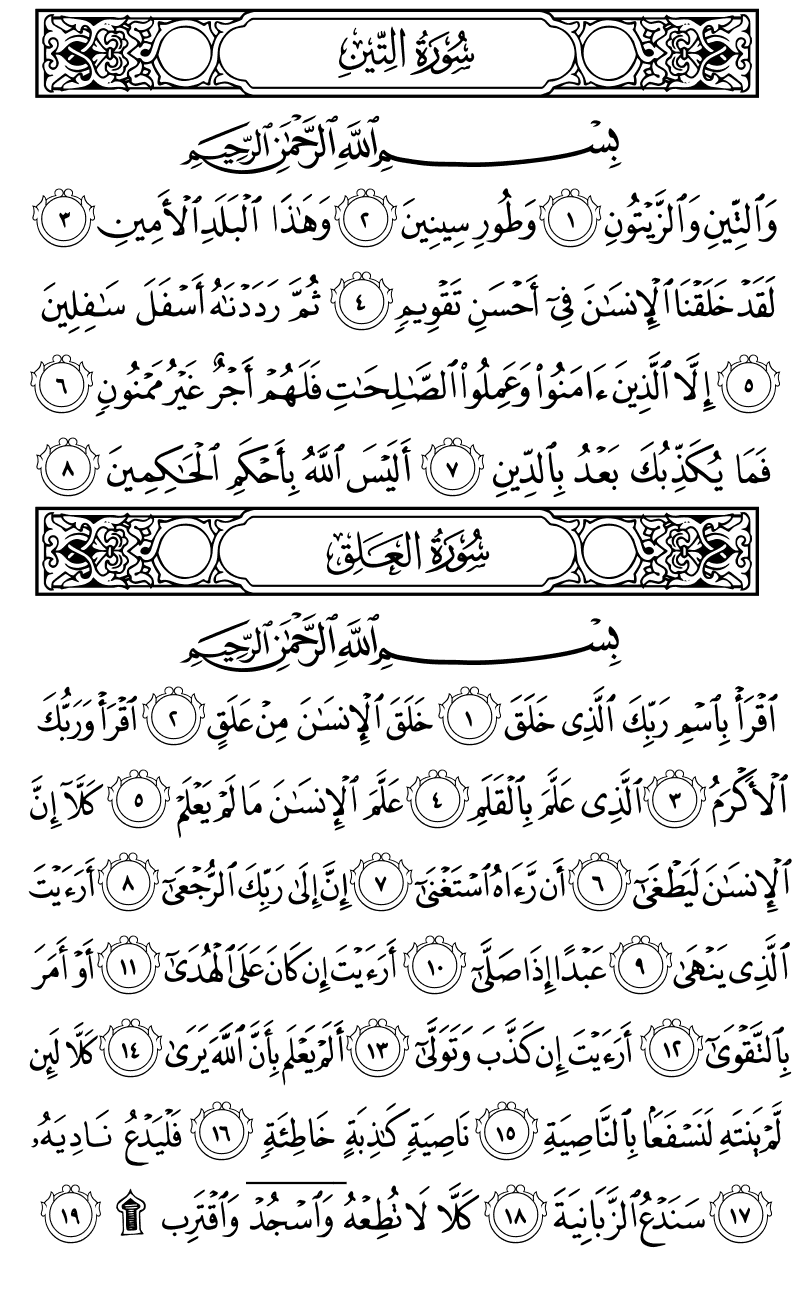 سُورَةُ التِّينِ
بِسْمِ ٱللَّهِ ٱلرَّحْمَٰنِ ٱلرَّحِيمِ
وَٱلتِّينِ وَٱلزَّيْتُونِ ١ وَطُورِ سِينِينَ ٢ وَهَٰذَا ٱلْبَلَدِ ٱلْأَمِينِ ٣
لَقَدْ خَلَقْنَا ٱلْإِنسَٰنَ فِىٓ أَحْسَنِ تَقْوِيمٍ ٤ ثُمَّ رَدَدْنَٰهُ أَسْفَلَ سَٰفِلِينَ
٥ إِلَّا ٱلَّذِينَ ءَامَنُوا۟ وَعَمِلُوا۟ ٱلصَّٰلِحَٰتِ فَلَهُمْ أَجْرٌ غَيْرُ مَمْنُونٍ ٦
فَمَا يُكَذِّبُكَ بَعْدُ بِٱلدِّينِ ٧ أَلَيْسَ ٱللَّهُ بِأَحْكَمِ ٱلْحَٰكِمِينَ ٨
سُورَةُ العَلَقِ
بِسْمِ ٱللَّهِ ٱلرَّحْمَٰنِ ٱلرَّحِيمِ
ٱقْرَأْ بِٱسْمِ رَبِّكَ ٱلَّذِى خَلَقَ ١ خَلَقَ ٱلْإِنسَٰنَ مِنْ عَلَقٍ ٢ ٱقْرَأْ وَرَبُّكَ
ٱلْأَكْرَمُ ٣ ٱلَّذِى عَلَّمَ بِٱلْقَلَمِ ٤ عَلَّمَ ٱلْإِنسَٰنَ مَا لَمْ يَعْلَمْ ٥ كَلَّآ إِنَّ
ٱلْإِنسَٰنَ لَيَطْغَىٰٓ ٦ أَن رَّءَاهُ ٱسْتَغْنَىٰٓ ٧ إِنَّ إِلَىٰ رَبِّكَ ٱلرُّجْعَىٰٓ ٨ أَرَءَيْتَ
ٱلَّذِى يَنْهَىٰ ٩ عَبْدًا إِذَا صَلَّىٰٓ ١٠ أَرَءَيْتَ إِن كَانَ عَلَى ٱلْهُدَىٰٓ ١١ أَوْ أَمَرَ
بِٱلتَّقْوَىٰٓ ١٢ أَرَءَيْتَ إِن كَذَّبَ وَتَوَلَّىٰٓ ١٣ أَلَمْ يَعْلَم بِأَنَّ ٱللَّهَ يَرَىٰ ١٤ كَلَّا لَئِن
لَّمْ يَنتَهِ لَنَسْفَعًۢا بِٱلنَّاصِيَةِ ١٥ نَاصِيَةٍ كَٰذِبَةٍ خَاطِئَةٍ ١٦ فَلْيَدْعُ نَادِيَهُۥ
١٧ سَنَدْعُ ٱلزَّبَانِيَةَ ١٨ كَلَّا لَا تُطِعْهُ وَٱسْجُدْ وَٱقْتَرِب ۩ ١٩